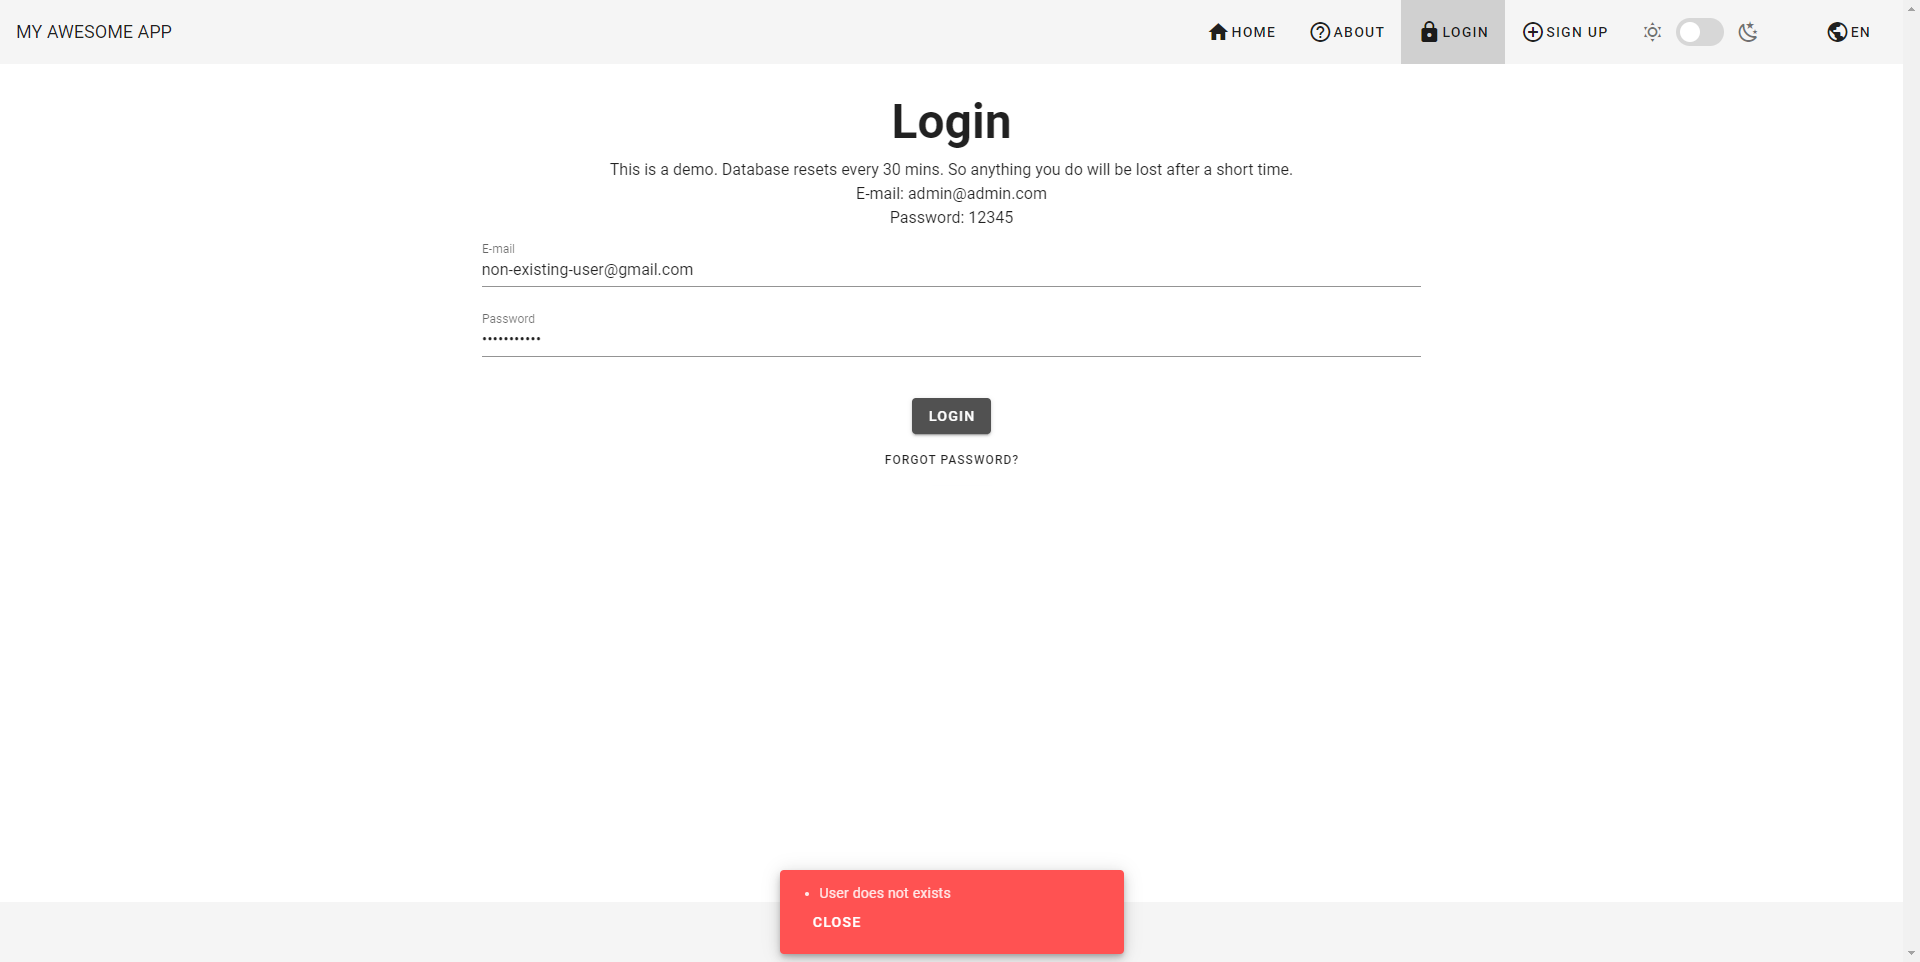 MY AWESOME APP
HOME
ABOUT
LOGIN
SIGN UP
EN
Login
This is a demo. Database resets every 30 mins. So anything you do will be lost after a short time.
E-mail: admin@admin.com
Password: 12345
E-mail
non-existing-user@gmail.com
Password
•••••••••••
LOGIN
FORGOT PASSWORD?
• User does not exists
CLOSE